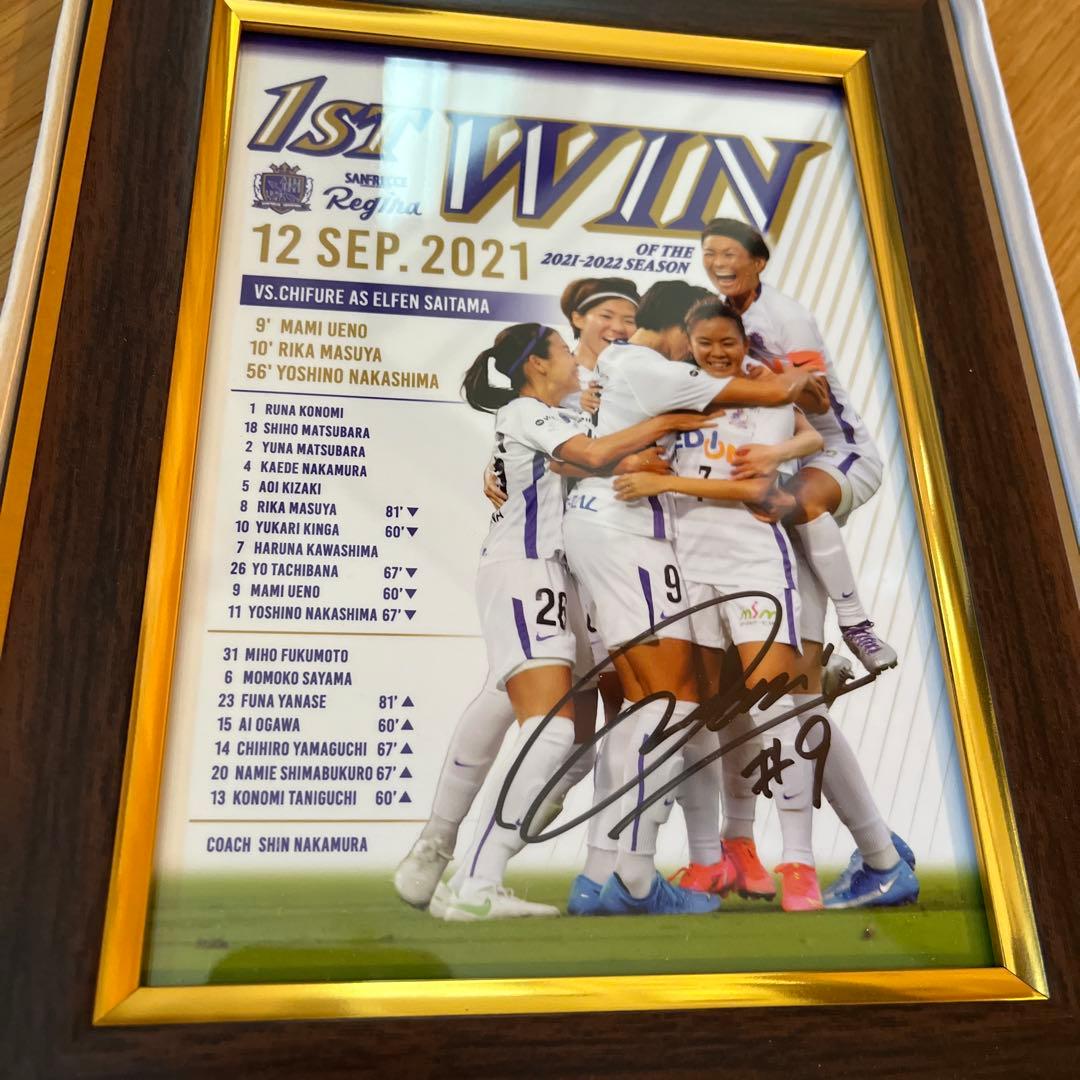 1ST WIN
SANFRECCE
Regina
12 SEP. 2021
OF THE
2021-2022 SEASON
VS.CHIFURE AS ELFEN SAITAMA
9' MAMI UENO
10' RIKA MASUYA
56' YOSHINO NAKASHIMA
1 RUNA KONOMI
18 SHIHO MATSUBARA
2 YUNA MATSUBARA
4 KAEDE NAKAMURA
5 AOI KIZAKI
8 RIKA MASUYA 81' ▼
10 YUKARI KINGA 60' ▼
7 HARUNA KAWASHIMA
26 YO TACHIBANA 67' ▼
9 MAMI UENO 60' ▼
11 YOSHINO NAKASHIMA 67' ▼
31 MIHO FUKUMOTO
6 MOMOKO SAYAMA
23 FUNA YANASE 81' ▲
15 AI OGAWA 60' ▲
14 CHIHIRO YAMAGUCHI 67' ▲
20 NAMIE SHIMABUKURO 67' ▲
13 KONOMI TANIGUCHI 60' ▲
COACH SHIN NAKAMURA
7
26
9
msm
#9